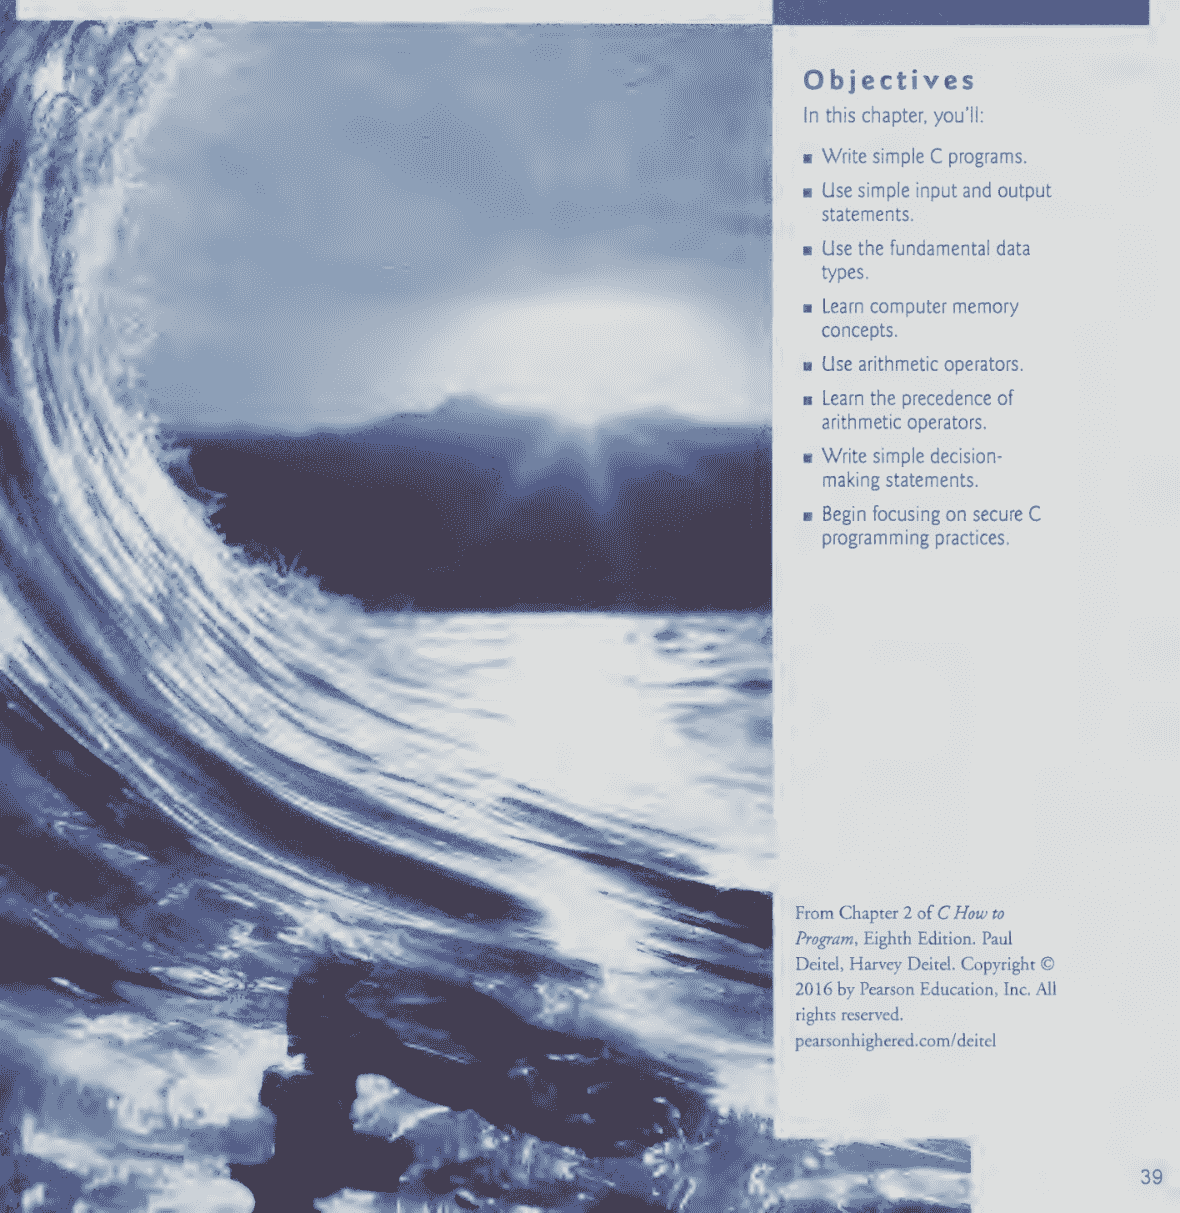 Objectives
In this chapter, you'll:
■ Write simple C programs.
■ Use simple input and output
statements.
■ Use the fundamental data
types.
■ Learn computer memory
concepts.
■ Use arithmetic operators.
■ Learn the precedence of
arithmetic operators.
■ Write simple decision-
making statements.
■ Begin focusing on secure C
programming practices.
From Chapter 2 of C How to
Program, Eighth Edition. Paul
Deitel, Harvey Deitel. Copyright ©
2016 by Pearson Education, Inc. All
rights reserved.
pearsonhighered.com/deitel
39